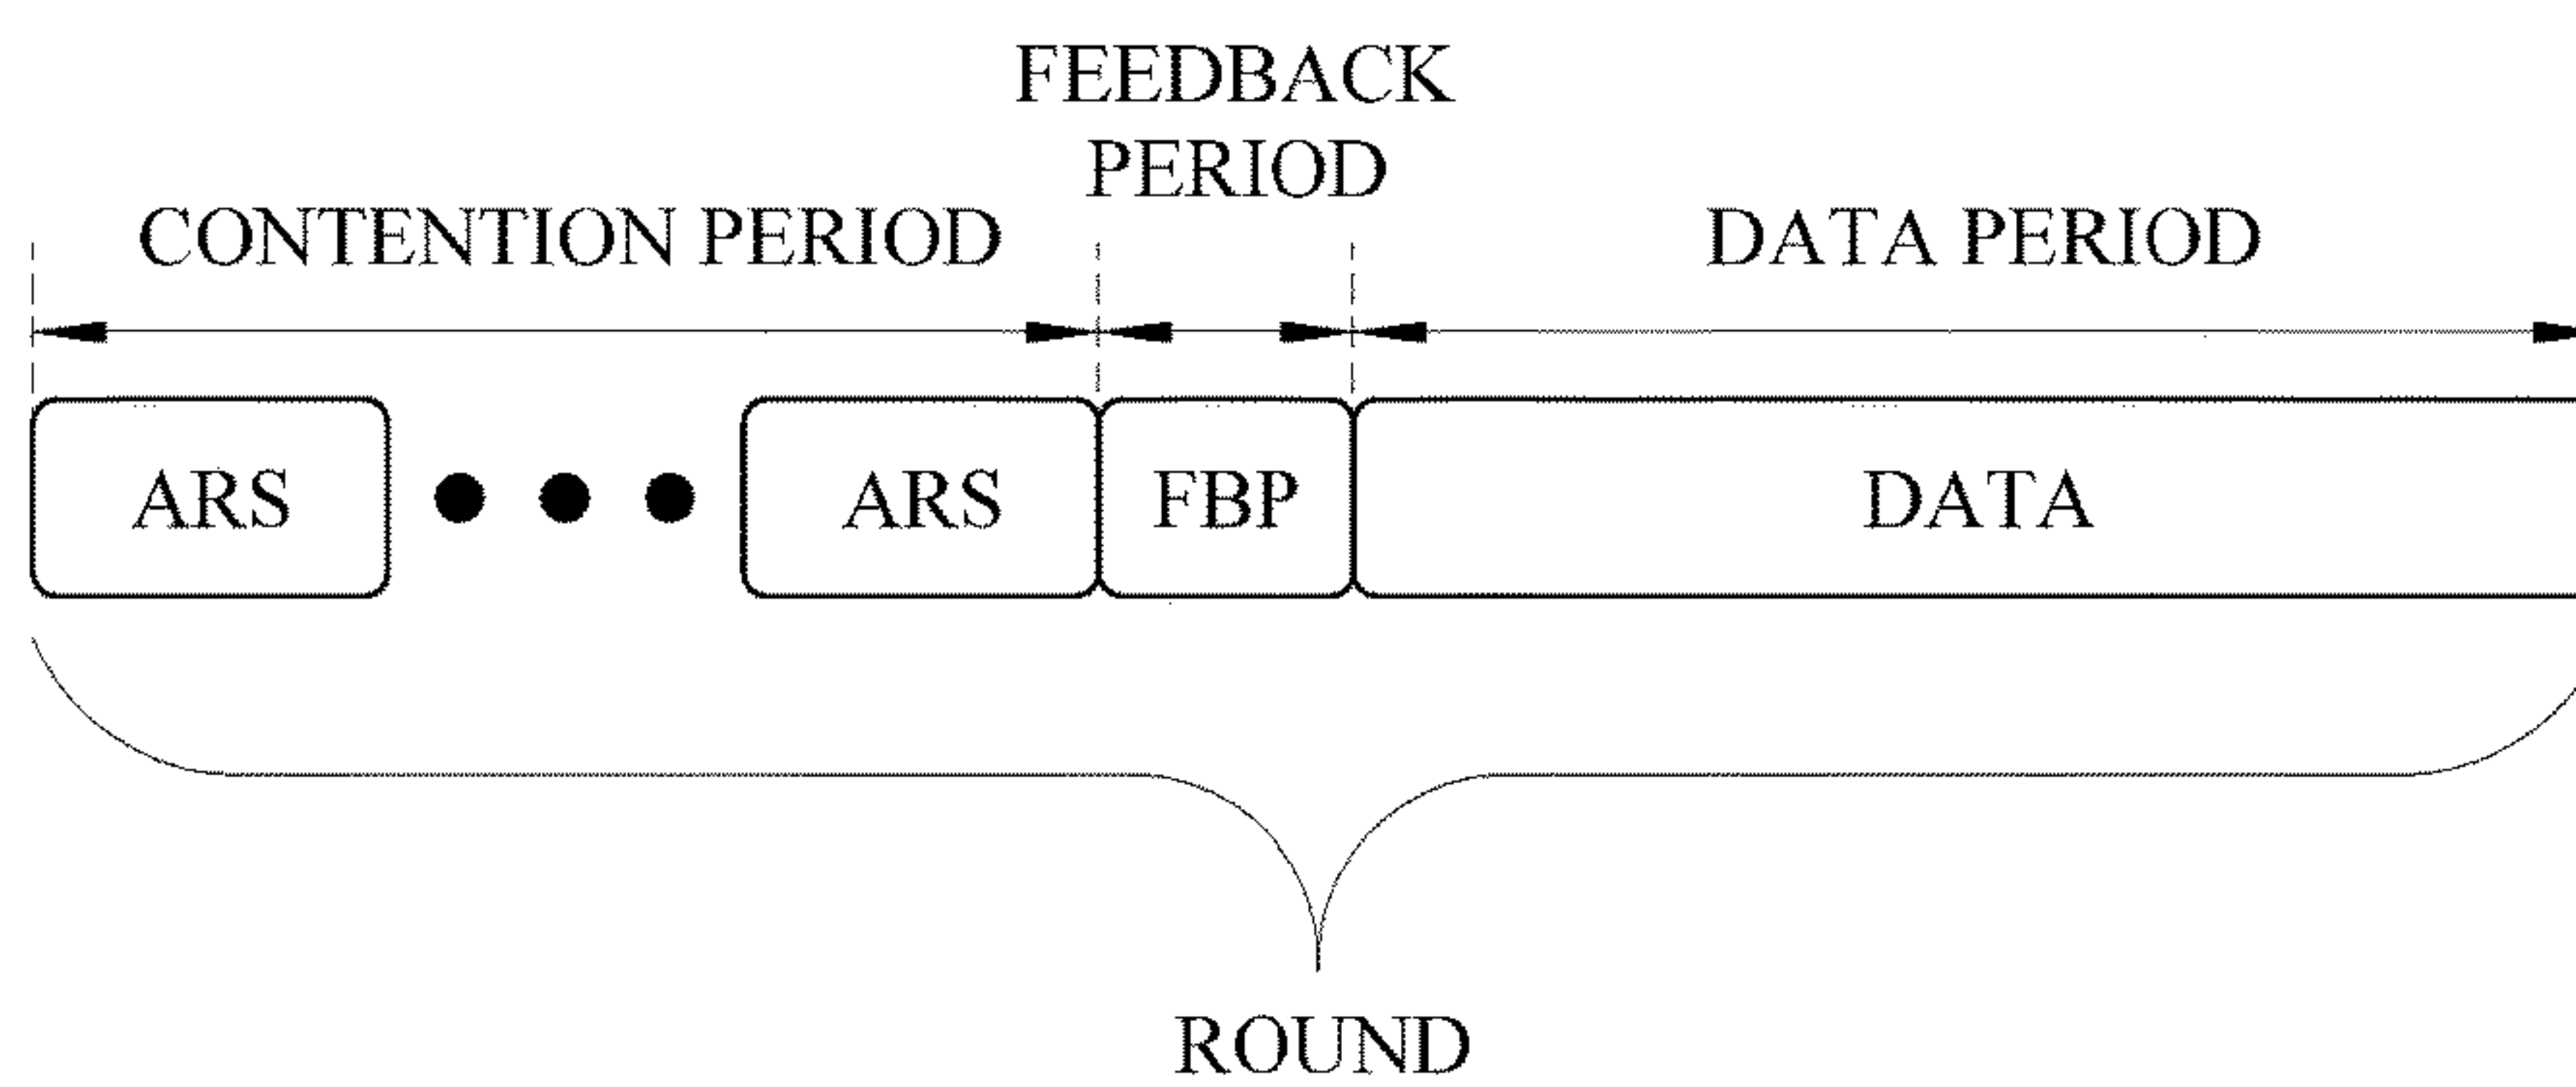 FEEDBACK
PERIOD
CONTENTION PERIOD
DATA PERIOD
ARS
ARS
FBP
DATA
ROUND